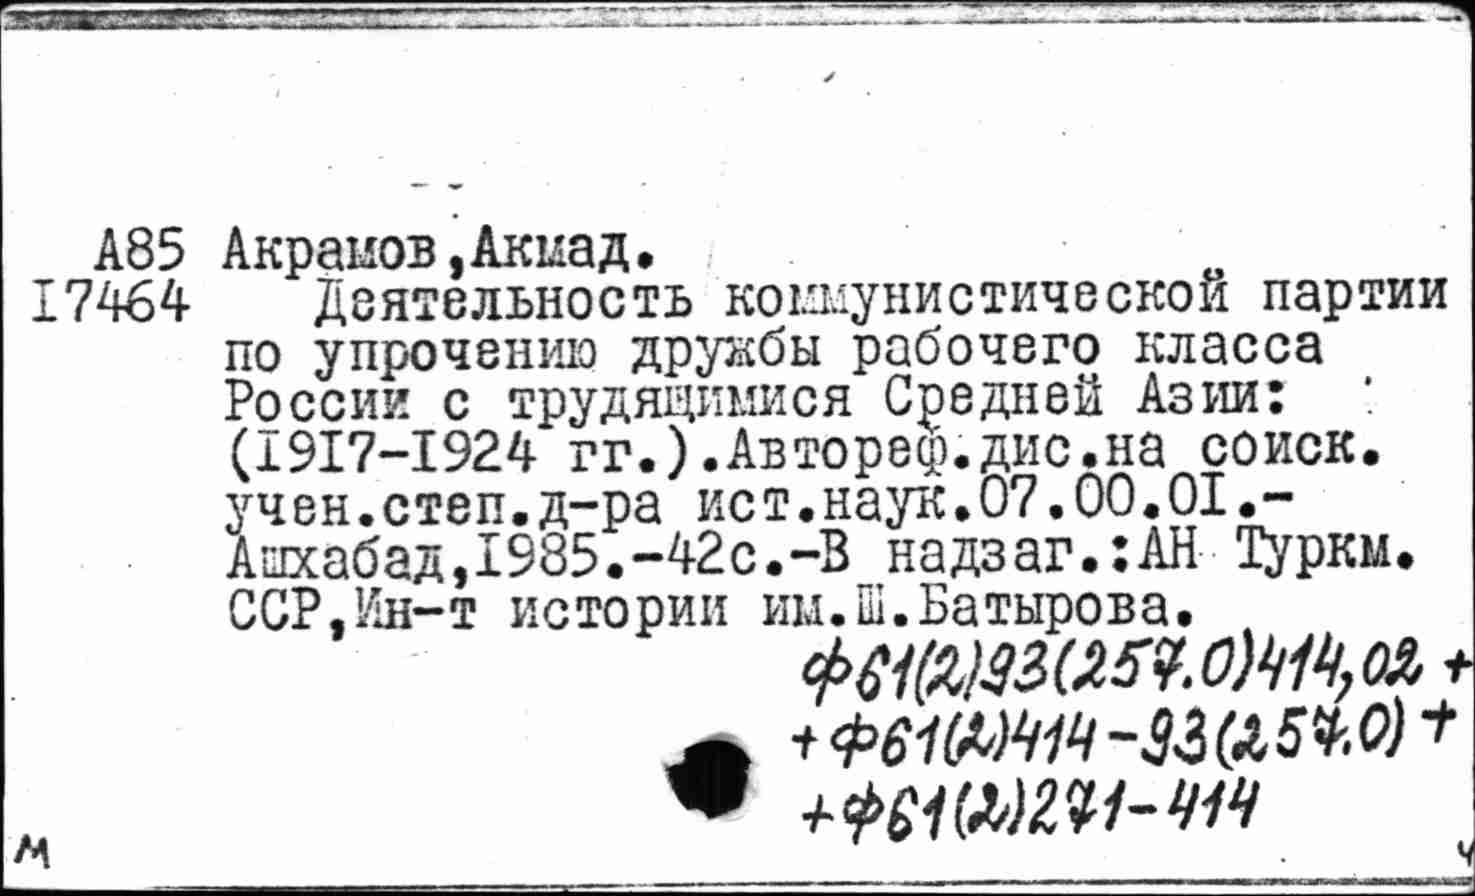 А85 Акрамов,Акмад.
I7464 Деятельность коммунистической партии
по упрочению дружбы рабочего класса
России с трудящимися Средней Азии:
(I9I7-I924 гг.).Автореф.дис.на соиск.
учен.степ.д-ра ист.наук.07.00.0I.-
Ашхабад,I985.-42с.-В надзаг.:АН Туркм.
ССР,Ин-т истории им.Ш.Батырова.
Ф61(2)93(257.0)414,02 +
+ Ф61(2)414-93(257.0) +
+ Ф61(2)271-414
м